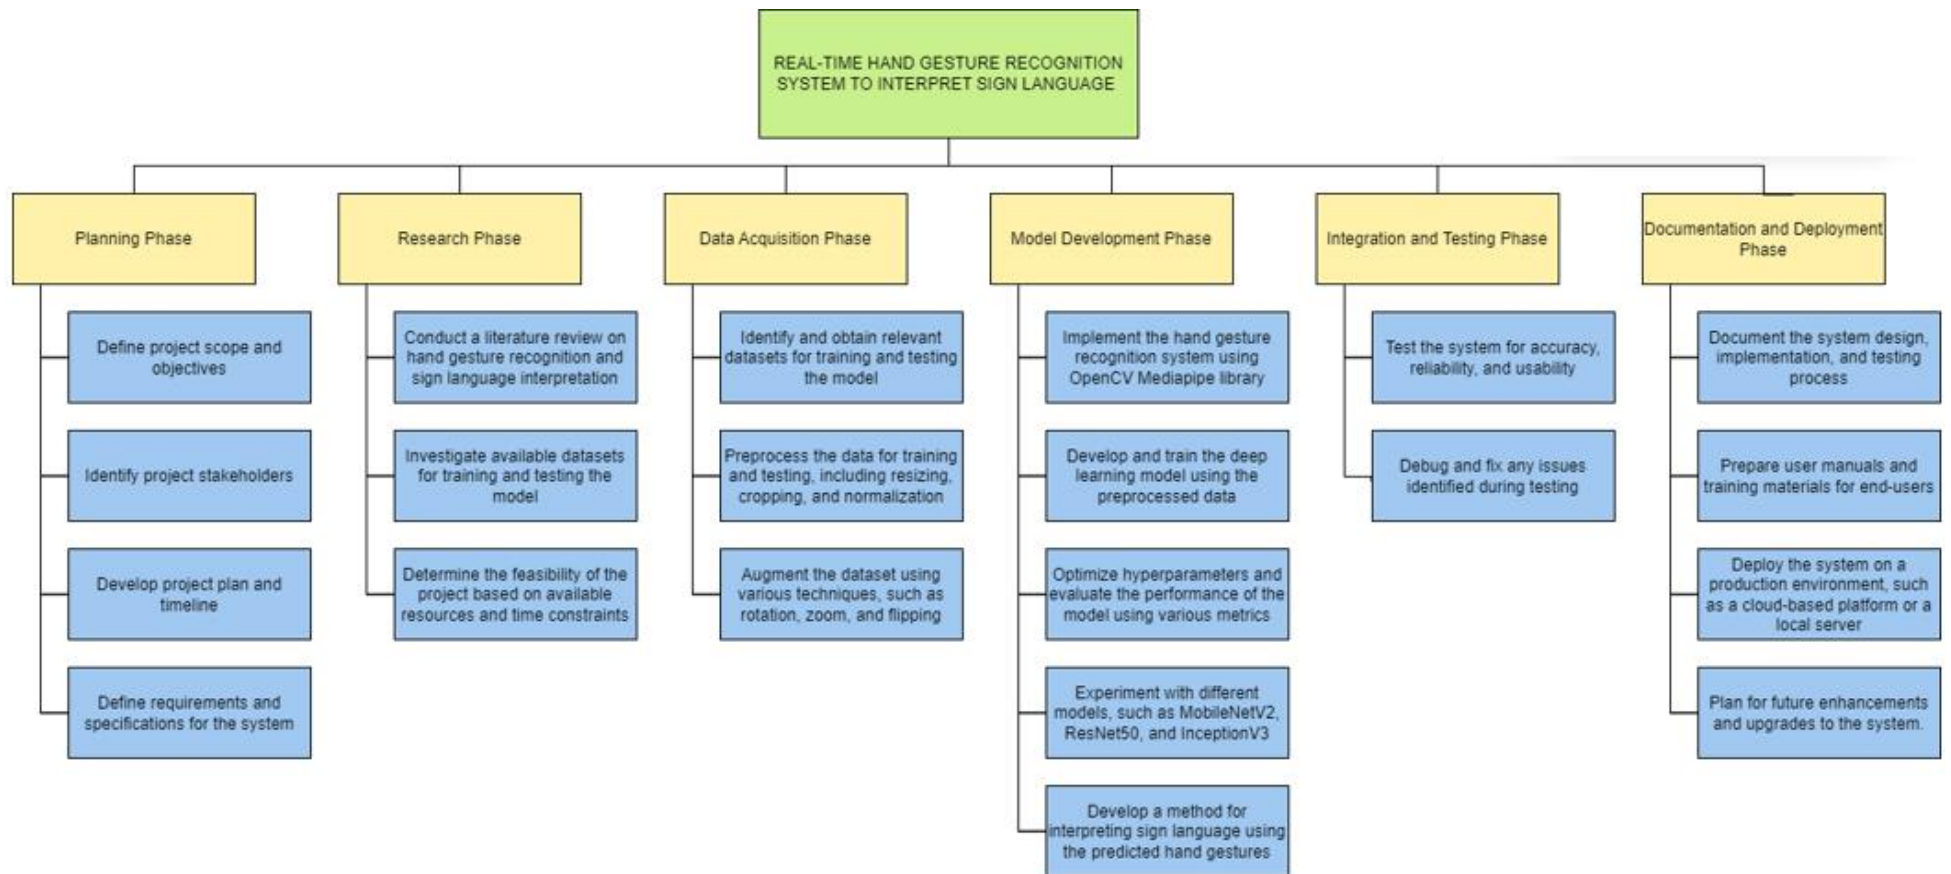 REAL-TIME HAND GESTURE RECOGNITION
SYSTEM TO INTERPRET SIGN LANGUAGE
Planning Phase
Define project scope and
objectives
Identify project stakeholders
Develop project plan and
timeline
Define requirements and
specifications for the system
Research Phase
Conduct a literature review on
hand gesture recognition and
sign language interpretation
Investigate available datasets
for training and testing the
model
Determine the feasibility of the
project based on available
resources and time constraints
Data Acquisition Phase
Identify and obtain relevant
datasets for training and testing
the model
Preprocess the data for training
and testing, including resizing,
cropping, and normalization
Augment the dataset using
various techniques, such as
rotation, zoom, and flipping
Model Development Phase
Implement the hand gesture
recognition system using
OpenCV Mediapipe library
Develop and train the deep
learning model using the
preprocessed data
Optimize hyperparameters and
evaluate the performance of the
model using various metrics
Experiment with different
models, such as MobileNetV2,
ResNet50, and InceptionV3
Develop a method for
interpreting sign language using
the predicted hand gestures
Integration and Testing Phase
Test the system for accuracy,
reliability, and usability
Debug and fix any issues
identified during testing
Documentation and Deployment
Phase
Document the system design,
implementation, and testing
process
Prepare user manuals and
training materials for end-users
Deploy the system on a
production environment, such
as a cloud-based platform or a
local server
Plan for future enhancements
and upgrades to the system.